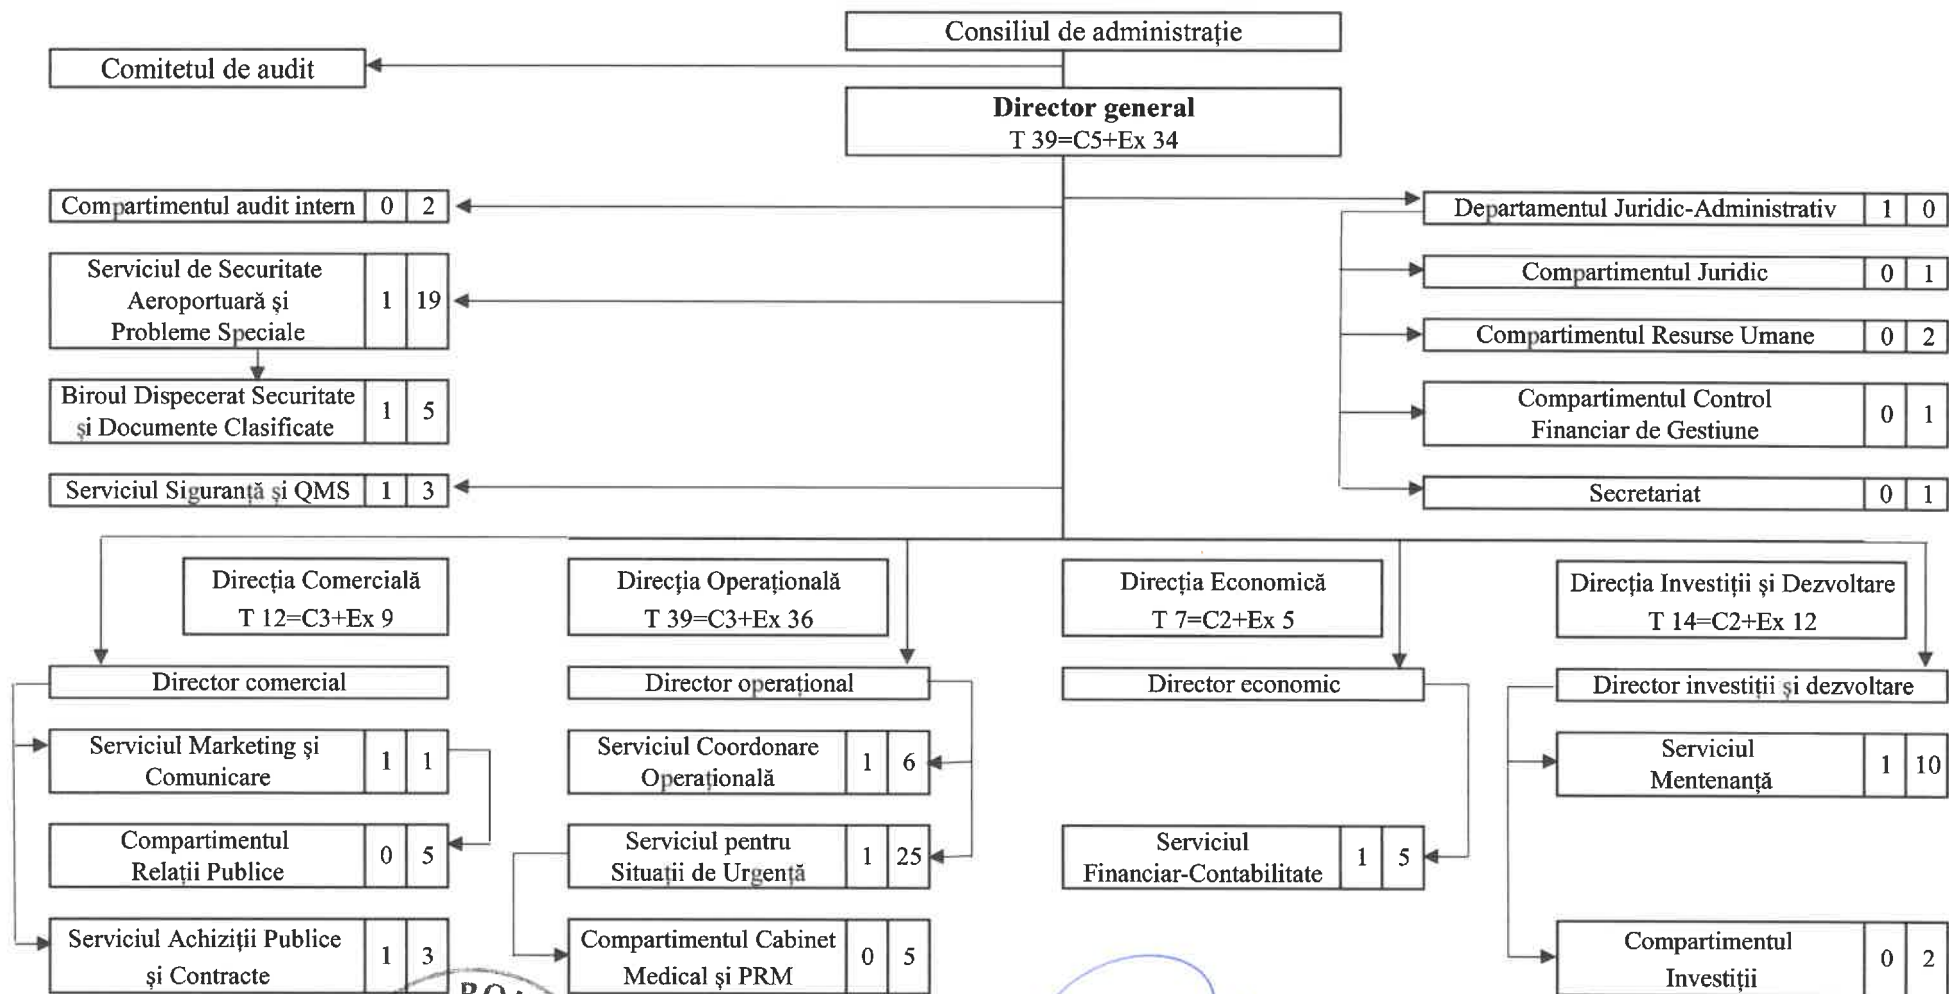 Consiliul de administrație
Comitetul de audit
Director general
T 39=C5+Ex 34
Compartimentul audit intern 0 2
Serviciul de Securitate
Aeroportuară și
Probleme Speciale
1 19
Biroul Dispecerat Securitate
și Documente Clasificate
1 5
Serviciul Siguranță și QMS 1 3
Departamentul Juridic-Administrativ 1 0
Compartimentul Juridic 0 1
Compartimentul Resurse Umane 0 2
Compartimentul Control
Financiar de Gestiune
0 1
Secretariat 0 1
Direcția Comercială
T 12=C3+Ex 9
Director comercial
Serviciul Marketing și
Comunicare
1 1
Compartimentul
Relații Publice
0 5
Serviciul Achiziții Publice
și Contracte
1 3
Direcția Operațională
T 39=C3+Ex 36
Director operațional
Serviciul Coordonare
Operațională
1 6
Serviciul pentru
Situații de Urgență
1 25
Compartimentul Cabinet
Medical și PRM
0 5
Direcția Economică
T 7=C2+Ex 5
Director economic
Serviciul
Financiar-Contabilitate
1 5
Direcția Investiții și Dezvoltare
T 14=C2+Ex 12
Director investiții și dezvoltare
Serviciul
Mentenanță
1 10
Compartimentul
Investiții
0 2